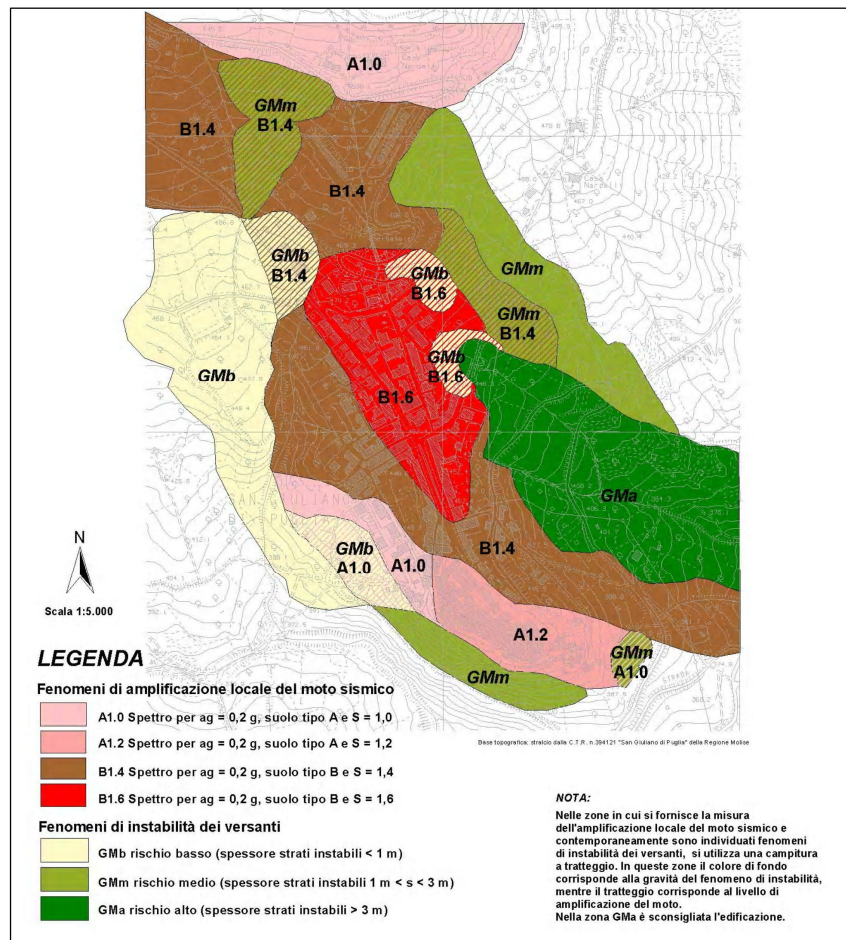 A1.0
GMm
B1.4
B1.4
B1.4
GMb
B1.4
GMb
B1.6
GMm
GMm
B1.4
GMb
B1.6
GMb
B1.6
GMa
GMb
A1.0
A1.0
B1.4
A1.2
GMm
GMm
A1.0
N
Scala 1:5.000
Base topografica: stralcio dalla C.T.R. n.394121 "San Giuliano di Puglia" della Regione Molise
LEGENDA
Fenomeni di amplificazione locale del moto sismico
A1.0 Spettro per ag = 0,2 g, suolo tipo A e S = 1,0
A1.2 Spettro per ag = 0,2 g, suolo tipo A e S = 1,2
B1.4 Spettro per ag = 0,2 g, suolo tipo B e S = 1,4
B1.6 Spettro per ag = 0,2 g, suolo tipo B e S = 1,6
Fenomeni di instabilità dei versanti
GMb rischio basso (spessore strati instabili < 1 m)
GMm rischio medio (spessore strati instabili 1 m < s < 3 m)
GMa rischio alto (spessore strati instabili > 3 m)
NOTA:
Nelle zone in cui si fornisce la misura
dell'amplificazione locale del moto sismico e
contemporaneamente sono individuati fenomeni
di instabilità dei versanti, si utilizza una campitura
a tratteggio. In queste zone il colore di fondo
corrisponde alla gravità del fenomeno di instabilità,
mentre il tratteggio corrisponde al livello di
amplificazione del moto.
Nella zona GMa è sconsigliata l'edificazione.